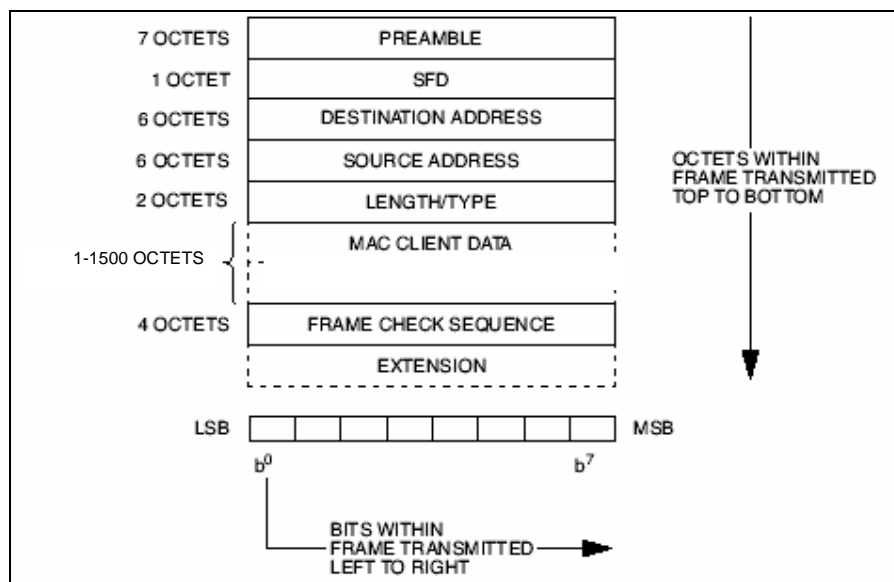 7 OCTETS PREAMBLE
1 OCTET SFD
6 OCTETS DESTINATION ADDRESS
6 OCTETS SOURCE ADDRESS
2 OCTETS LENGTH/TYPE
1-1500 OCTETS MAC CLIENT DATA
4 OCTETS FRAME CHECK SEQUENCE
EXTENSION
OCTETS WITHIN
FRAME TRANSMITTED
TOP TO BOTTOM
LSB MSB
b0 b7
BITS WITHIN
FRAME TRANSMITTED
LEFT TO RIGHT